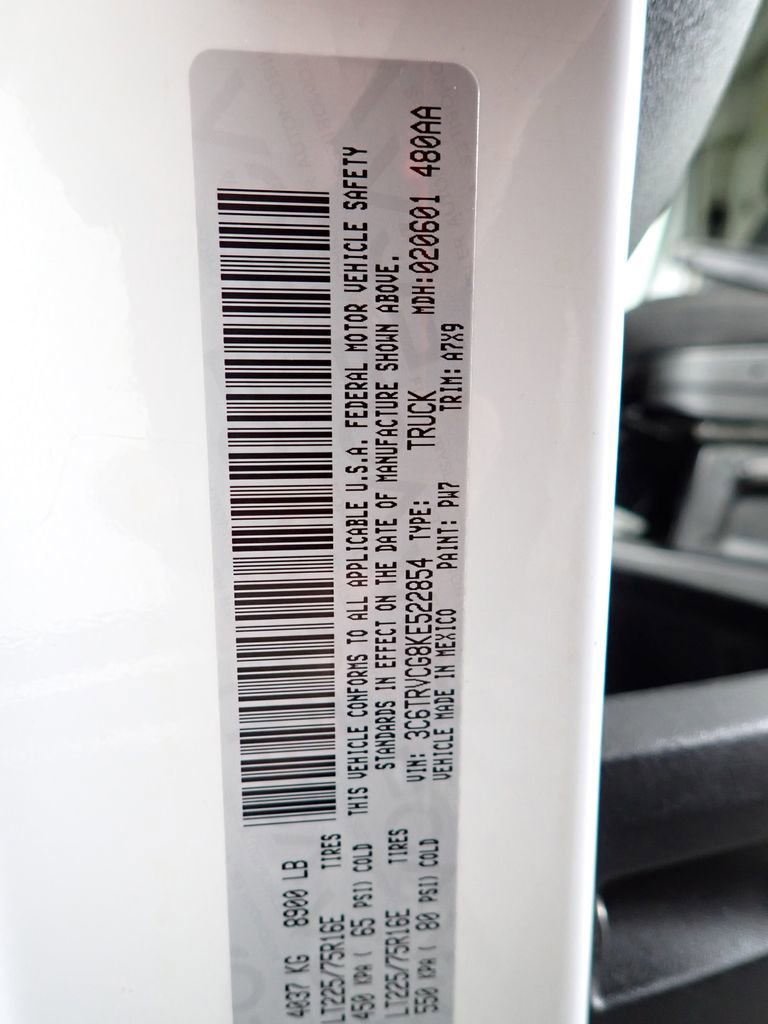 4037 KG 8900 LB
LT225/75R16E TIRES
450 KPA ( 65 PSI) COLD
LT225/75R16E TIRES
550 KPA ( 80 PSI) COLD
THIS VEHICLE CONFORMS TO ALL APPLICABLE U.S.A. FEDERAL MOTOR VEHICLE SAFETY
STANDARDS IN EFFECT ON THE DATE OF MANUFACTURE SHOWN ABOVE.
VIN: 3C6TRVCG8KE522854 TYPE: TRUCK MDH:020601 480AA
VEHICLE MADE IN MEXICO PAINT: PW7 TRIM: A7X9